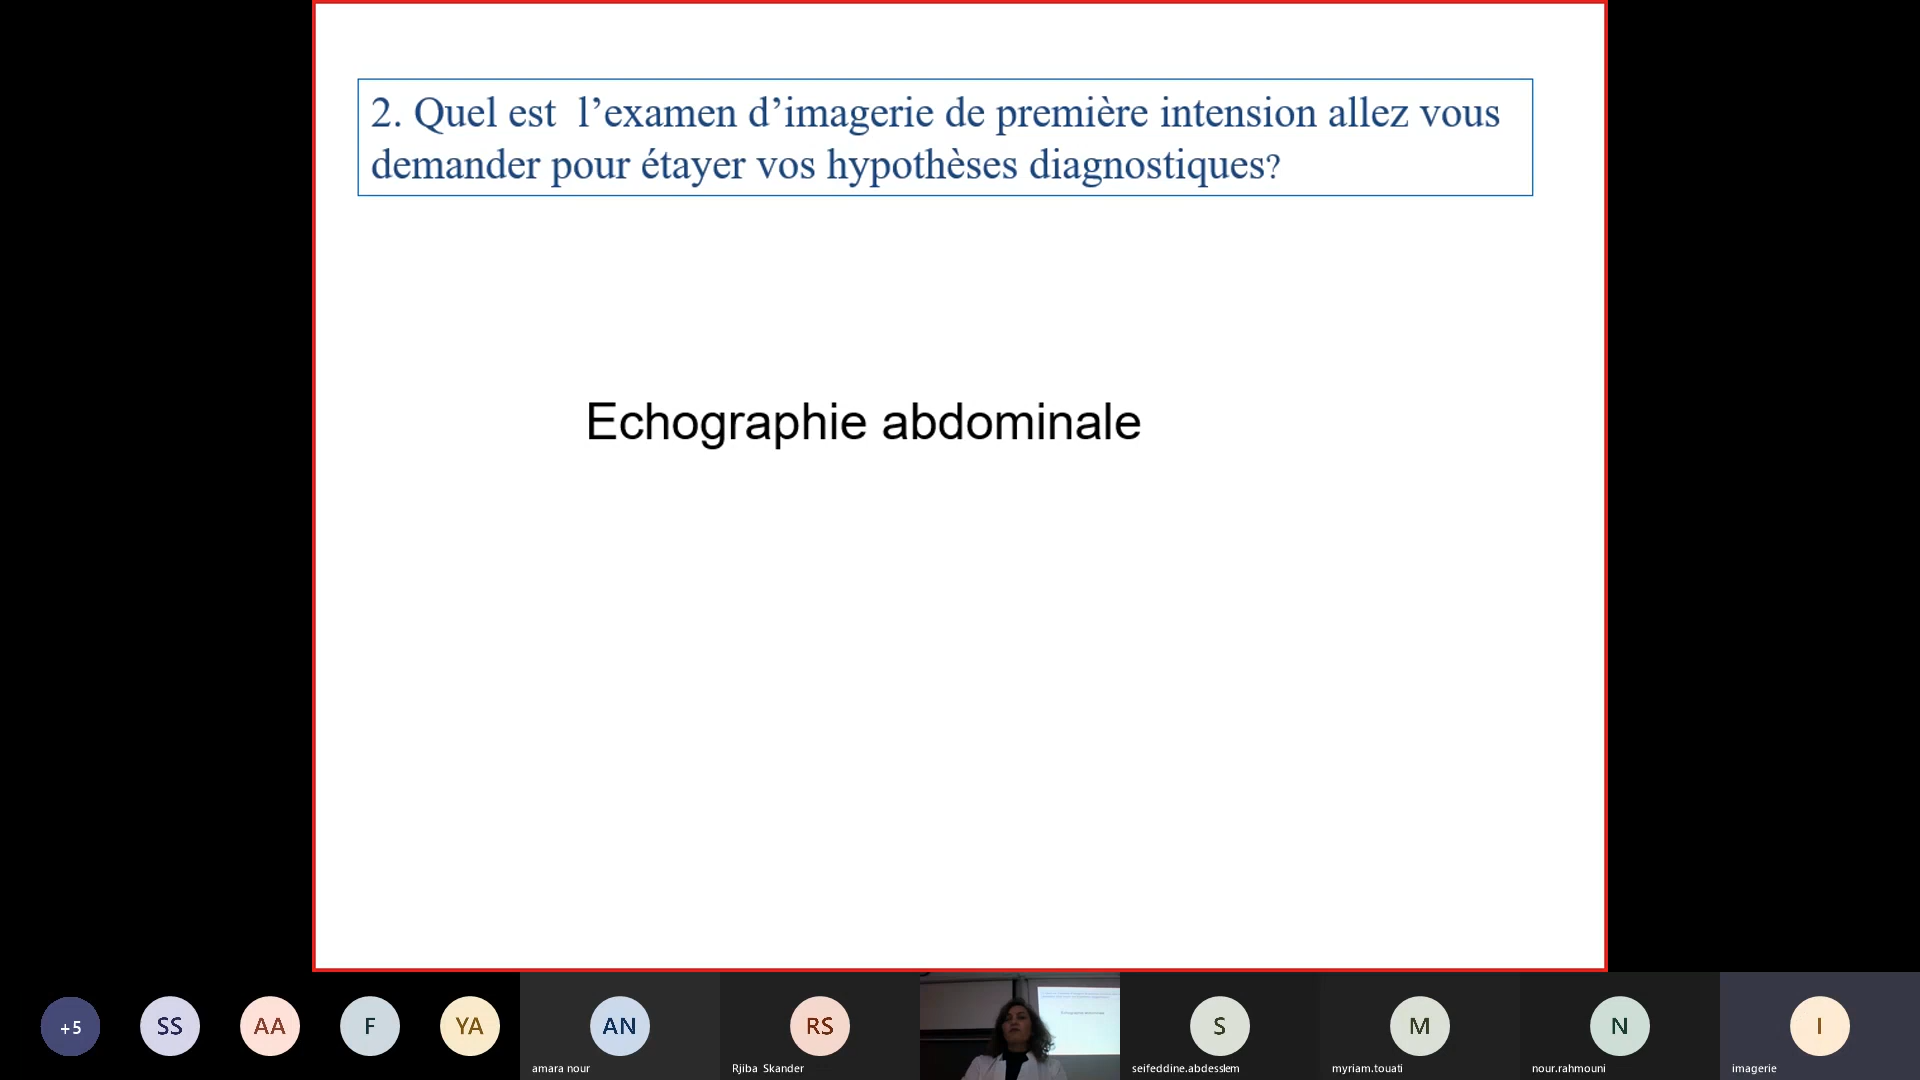 2. Quel est  l’examen d’imagerie de première intension allez vous
demander pour étayer vos hypothèses diagnostiques?
Echographie abdominale
+5
SS
AA
F
YA
AN
RS
S
M
N
I
amara nour
Rjiba Skander
seifeddine.abdesslem
myriam.touati
nour.rahmouni
imagerie